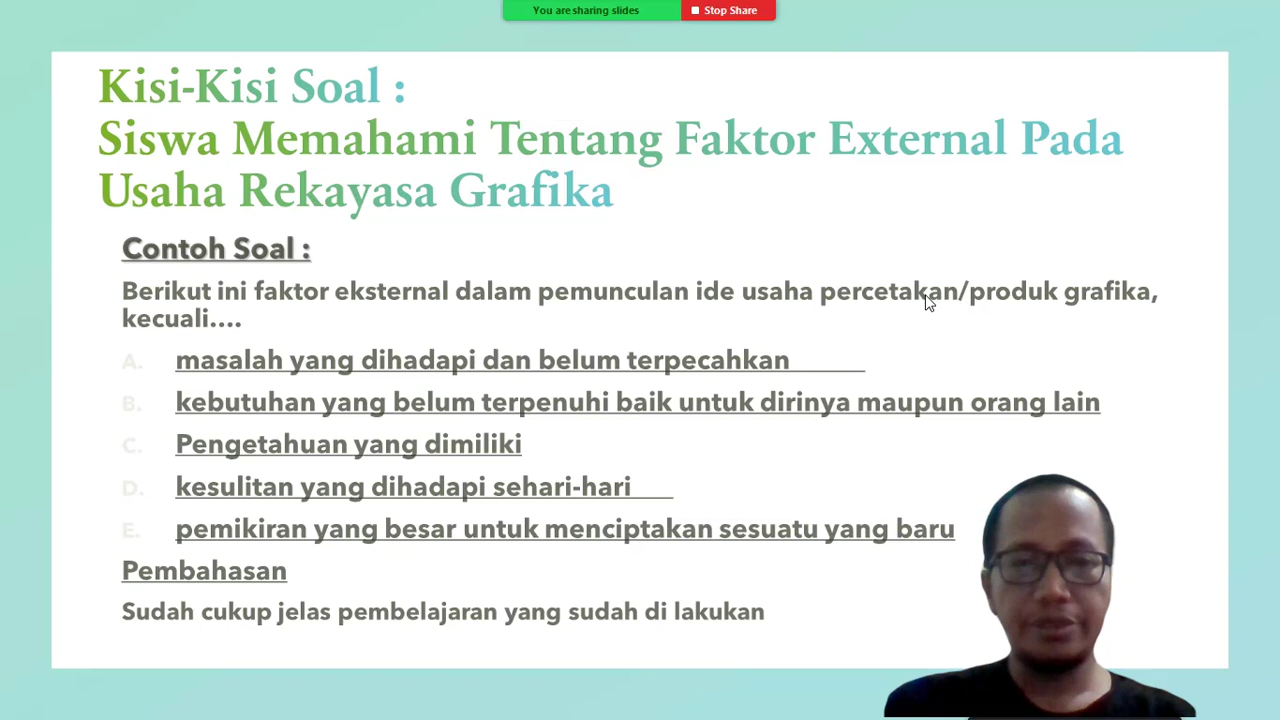 You are sharing slides Stop Share
Kisi-Kisi Soal :
Siswa Memahami Tentang Faktor External Pada
Usaha Rekayasa Grafika
Contoh Soal :
Berikut ini faktor eksternal dalam pemunculan ide usaha percetakan/produk grafika,
kecuali....
A. masalah yang dihadapi dan belum terpecahkan
B. kebutuhan yang belum terpenuhi baik untuk dirinya maupun orang lain
C. Pengetahuan yang dimiliki
D. kesulitan yang dihadapi sehari-hari
E. pemikiran yang besar untuk menciptakan sesuatu yang baru
Pembahasan
Sudah cukup jelas pembelajaran yang sudah di lakukan